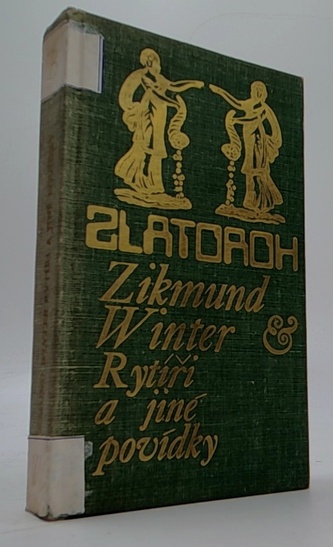 ZLATOROH
Zikmund
Winter &
Rytíři
a jiné
povídky